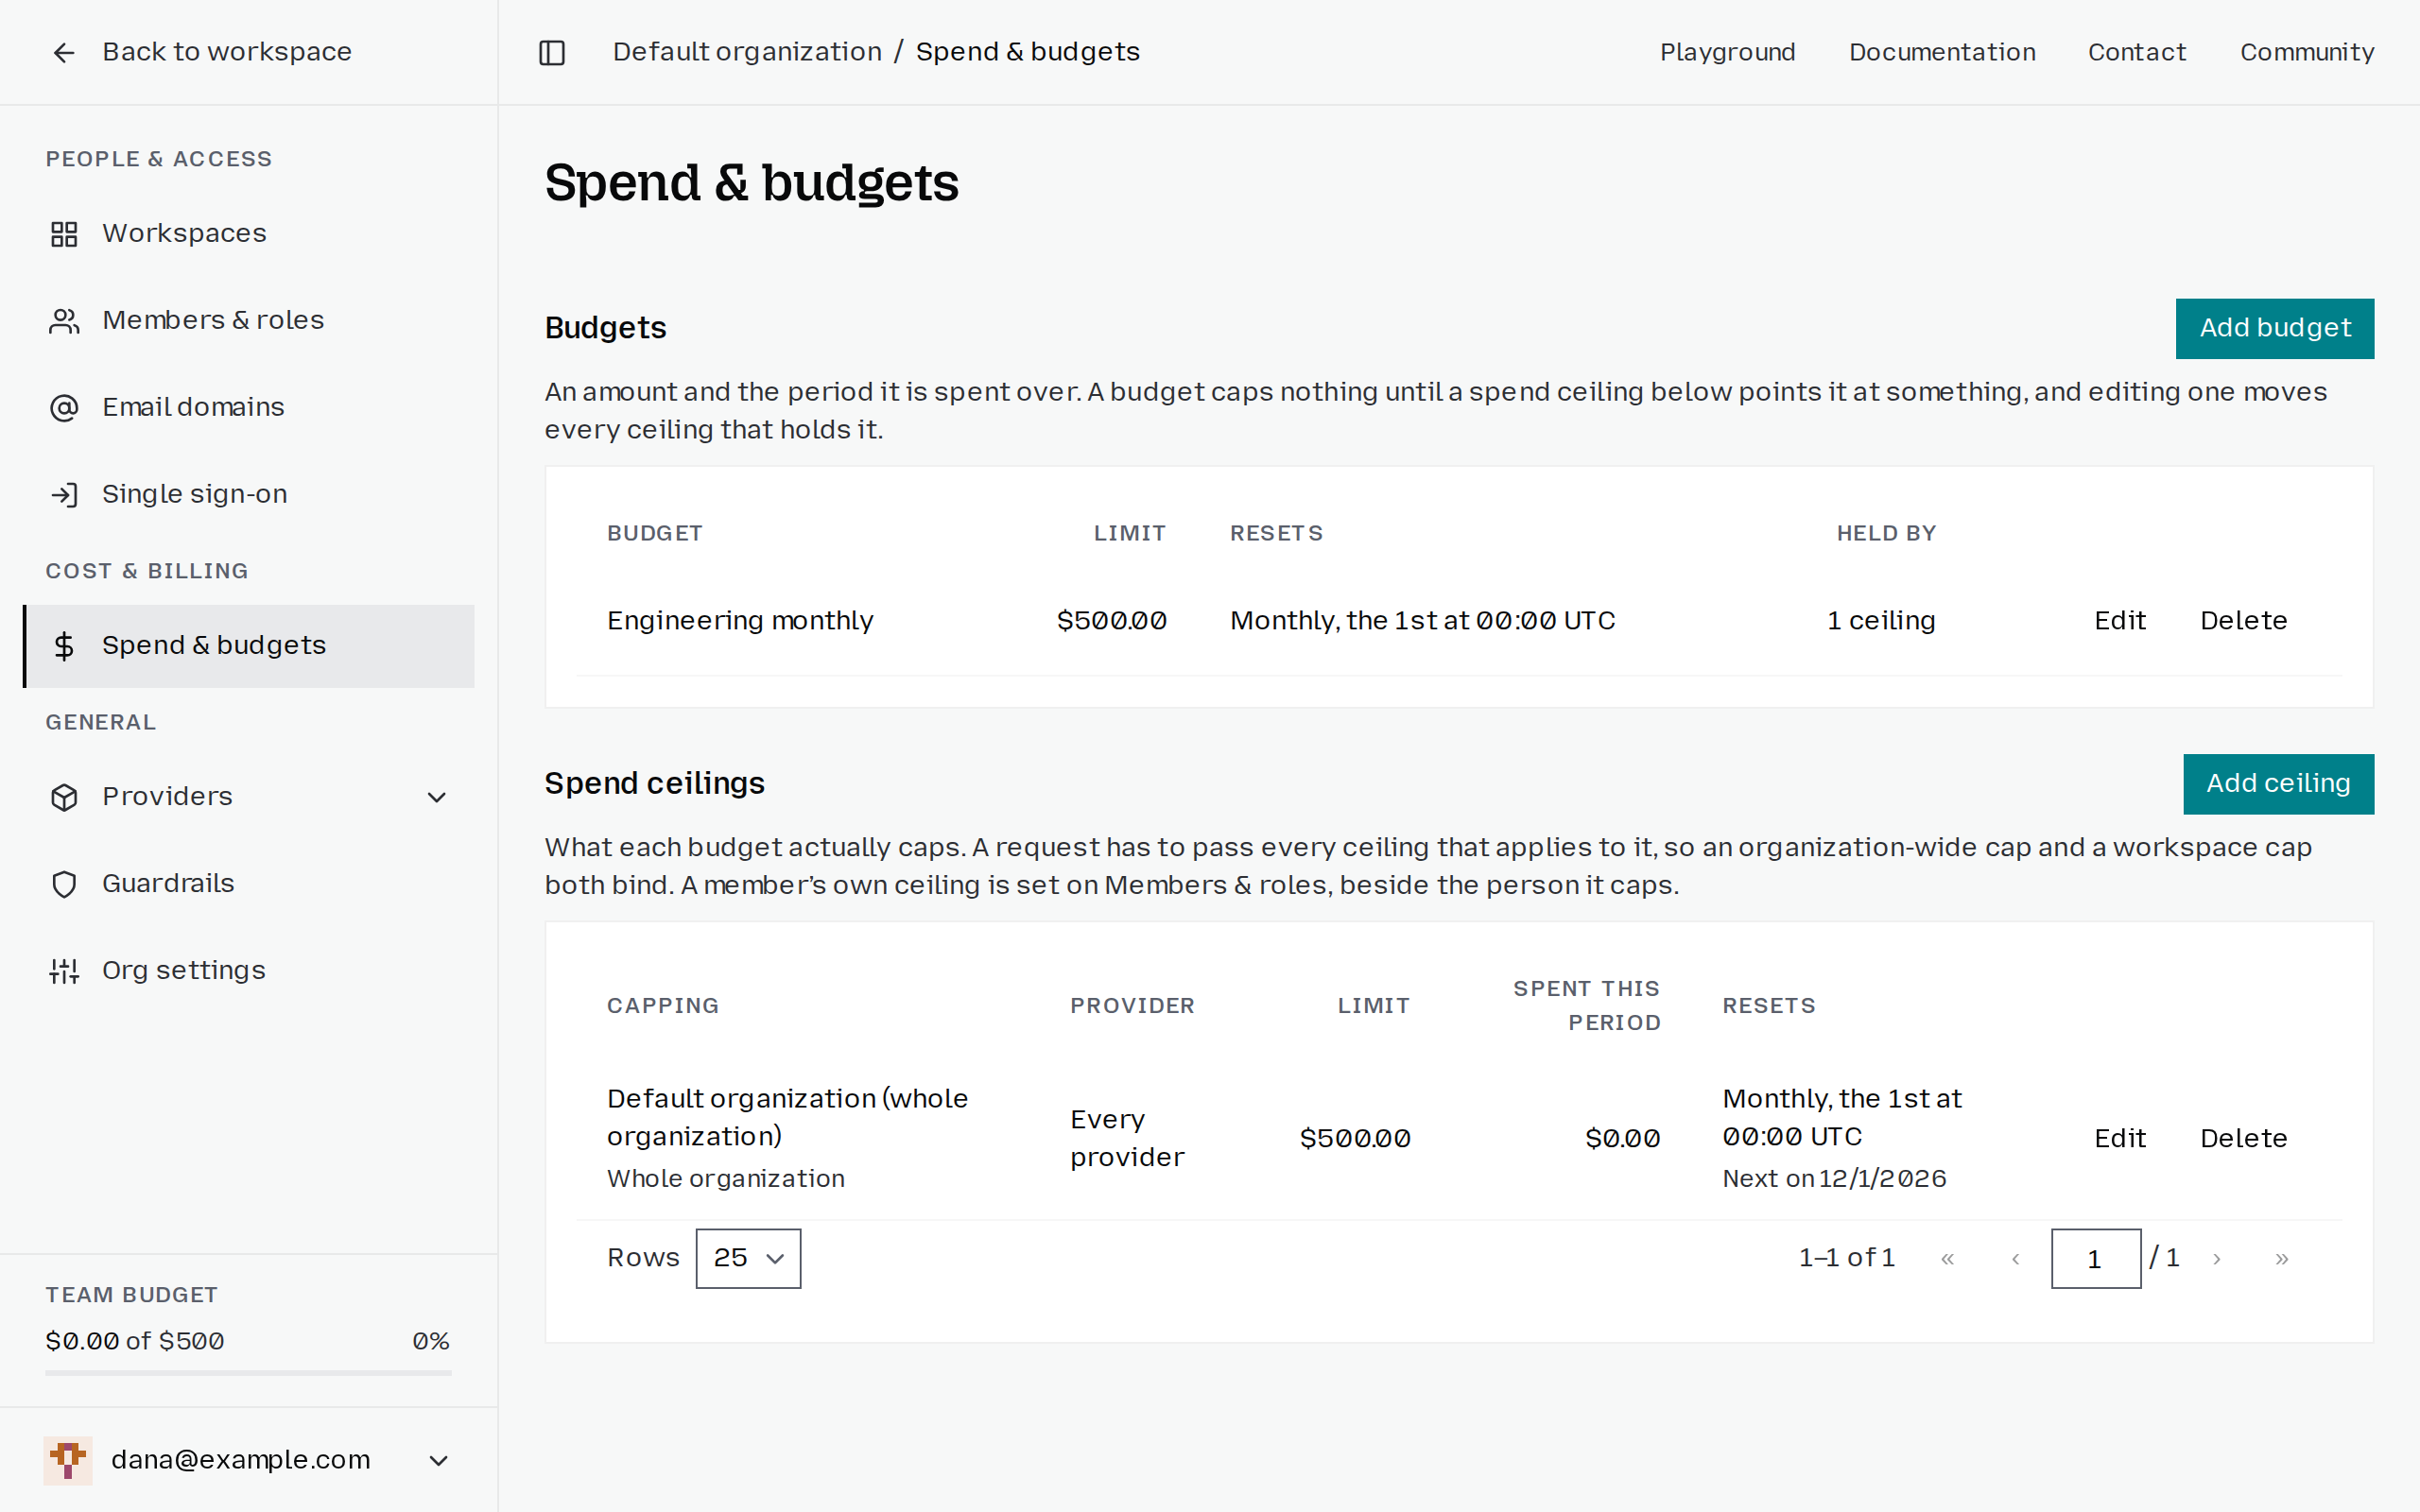 Back to workspace
Default organization / Spend & budgets
Playground
Documentation
Contact
Community
PEOPLE & ACCESS
Workspaces
Members & roles
Email domains
Single sign-on
COST & BILLING
Spend & budgets
GENERAL
Providers
Guardrails
Org settings
TEAM BUDGET
$0.00 of $500 0%
dana@example.com
Spend & budgets
Budgets
Add budget
An amount and the period it is spent over. A budget caps nothing until a spend ceiling below points it at something, and editing one moves
every ceiling that holds it.
BUDGET LIMIT RESETS HELD BY
Engineering monthly $500.00 Monthly, the 1st at 00:00 UTC 1 ceiling Edit Delete
Spend ceilings
Add ceiling
What each budget actually caps. A request has to pass every ceiling that applies to it, so an organization-wide cap and a workspace cap
both bind. A member’s own ceiling is set on Members & roles, beside the person it caps.
CAPPING PROVIDER LIMIT SPENT THIS
PERIOD RESETS
Default organization (whole
organization)
Whole organization
Every
provider
$500.00
$0.00
Monthly, the 1st at
00:00 UTC
Next on 12/1/2026
Edit Delete
Rows 25
1–1 of 1 « ‹ 1 / 1 › »